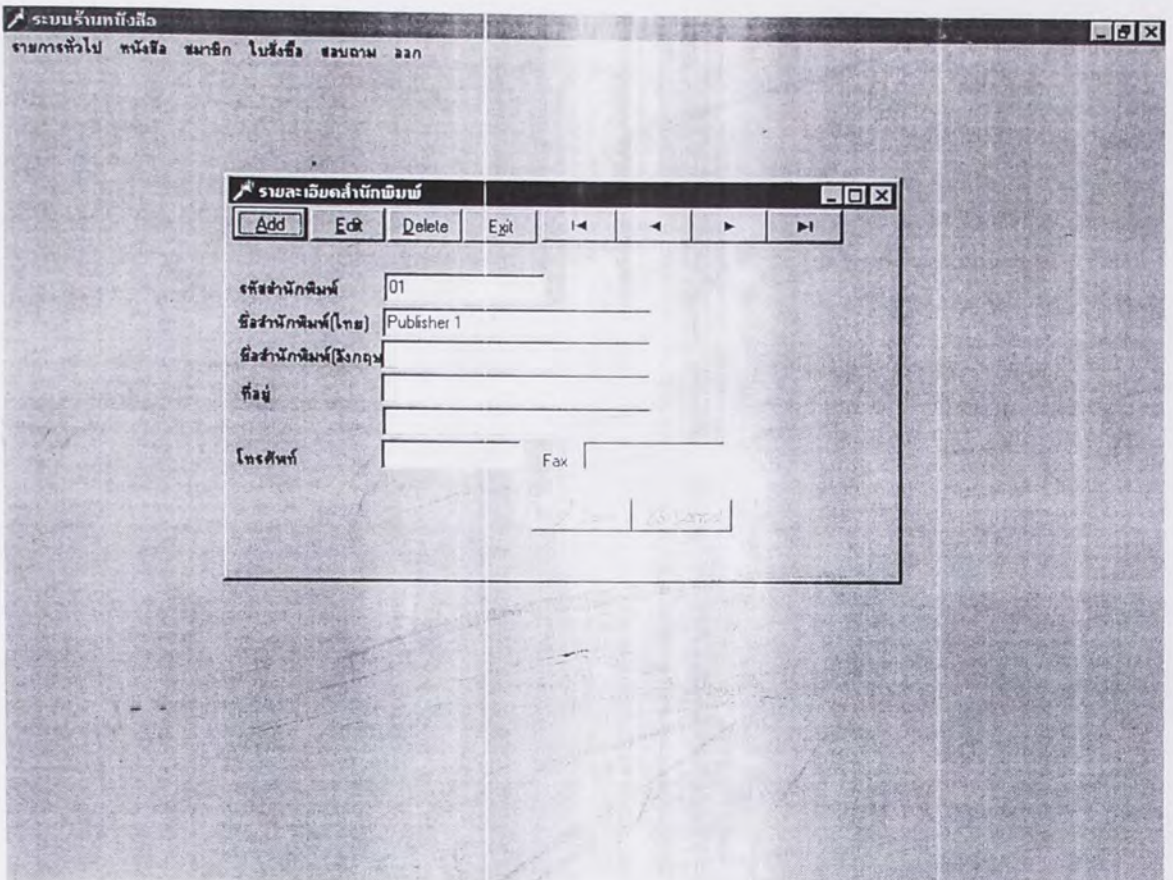 ระบบร้านหนังสือ
รายการทั่วไป หนังสือ สมาชิก ใบสั่งซื้อ สอบถาม ออก
รายละเอียดสำนักพิมพ์
Add Edit Delete Exit
รหัสสำนักพิมพ์ 01
ชื่อสำนักพิมพ์(ไทย) Publisher 1
ชื่อสำนักพิมพ์(อังกฤษ
ที่อยู่
โทรศัพท์ Fax